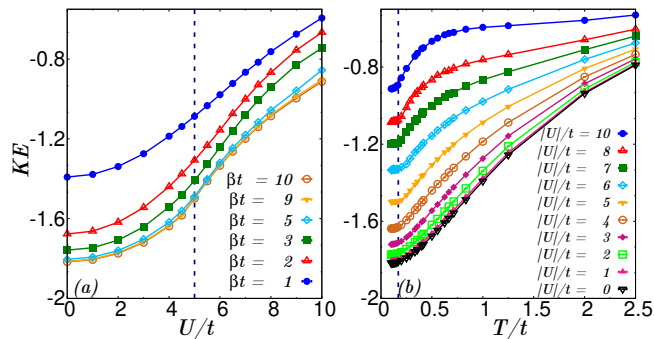 KE
-0.8
-1.2
-1.6
-2
0 2 4 6 8 10
U/t
(a)
βt = 10
βt = 9
βt = 5
βt = 3
βt = 2
βt = 1
-0.8
-1.2
-1.6
-2
0 0.5 1.0 1.5 2.0 2.5
T/t
(b)
|U|/t = 10
|U|/t = 8
|U|/t = 7
|U|/t = 6
|U|/t = 5
|U|/t = 4
|U|/t = 3
|U|/t = 2
|U|/t = 1
|U|/t = 0